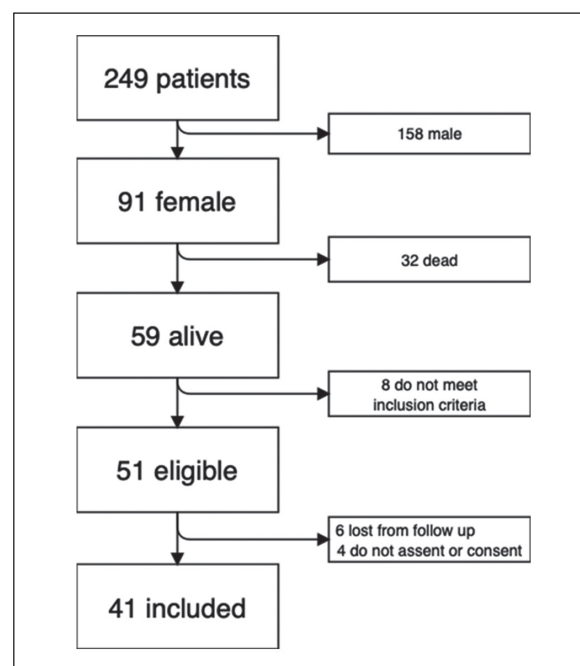 249 patients
158 male
91 female
32 dead
59 alive
8 do not meet
inclusion criteria
51 eligible
6 lost from follow up
4 do not assent or consent
41 included